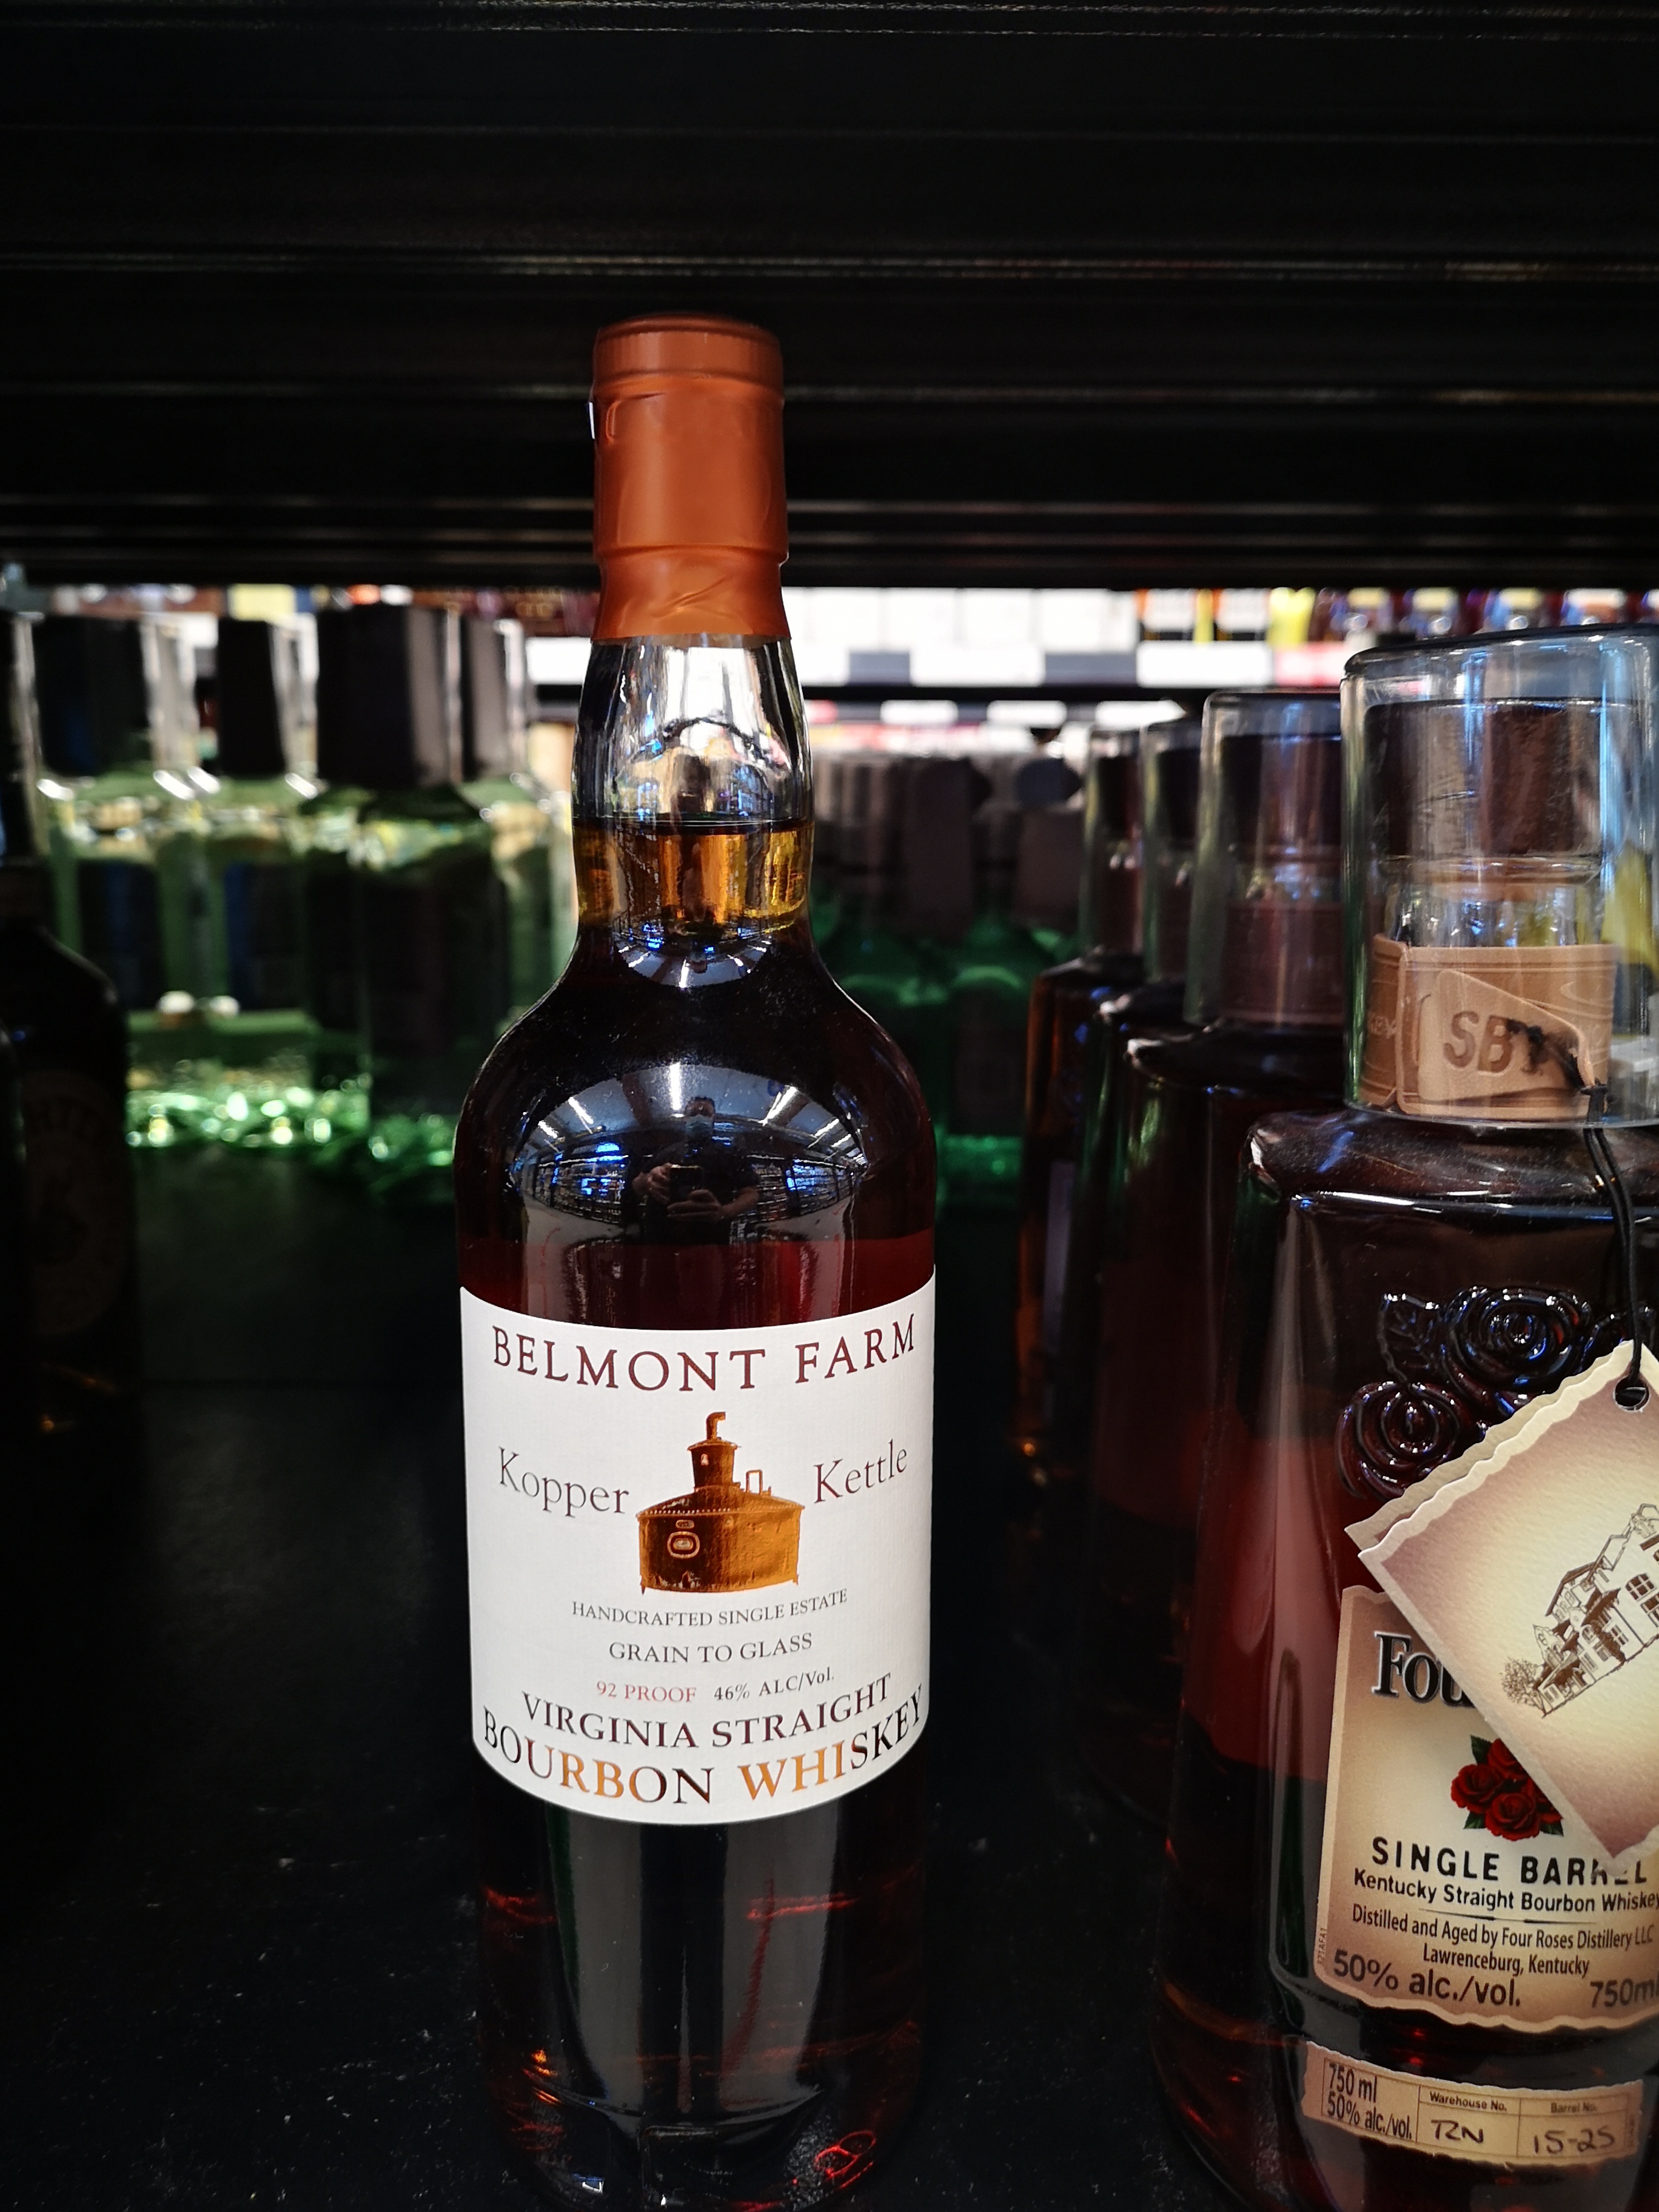 BELMONT FARM
Kopper Kettle
HANDCRAFTED SINGLE ESTATE
GRAIN TO GLASS
92 PROOF 46% ALC/Vol.
VIRGINIA STRAIGHT
BOURBON WHISKEY
SINGLE BARREL
Kentucky Straight Bourbon Whiskey
Distilled and Aged by Four Roses Distillery LLC
Lawrenceburg, Kentucky
50% alc./vol. 750ml
750 ml
50% alc./vol.
Warehouse No.
RN
Barrel No.
15-25